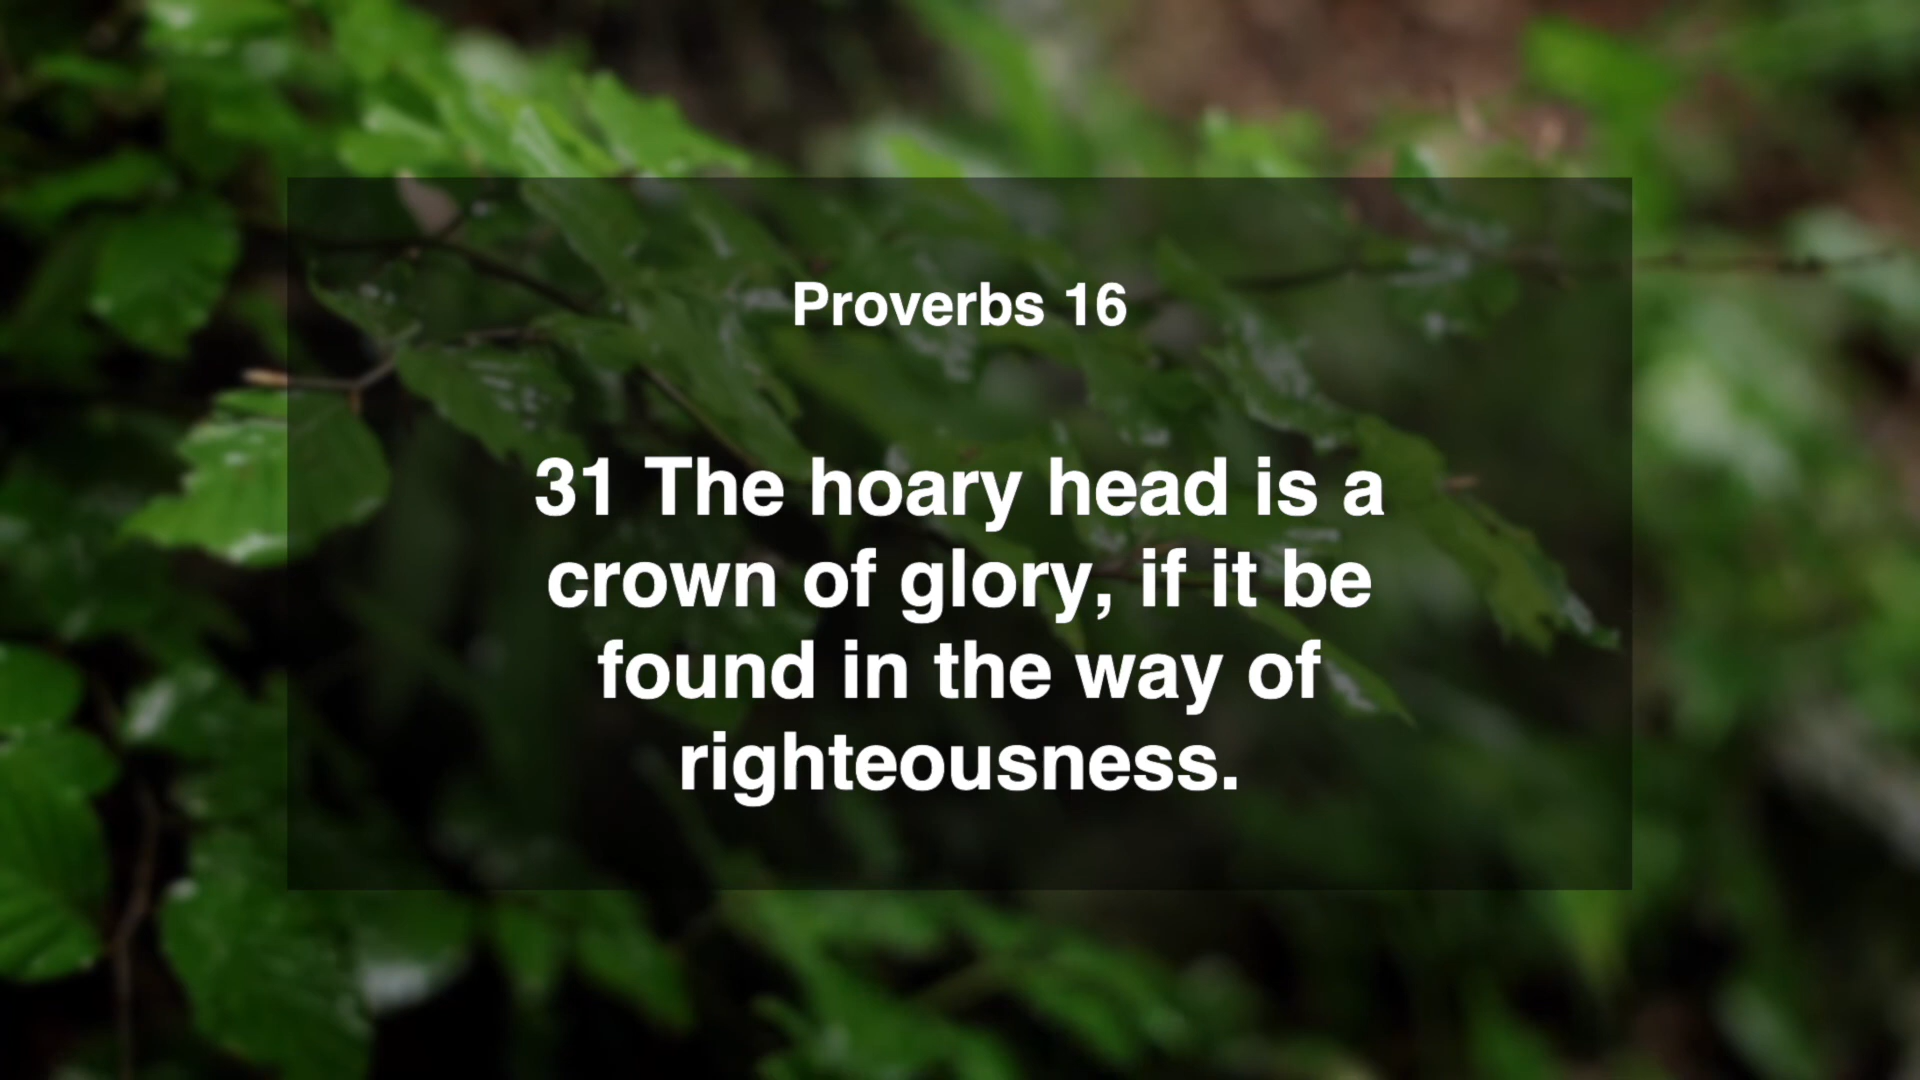 Proverbs 16
31 The hoary head is a
crown of glory, if it be
found in the way of
righteousness.